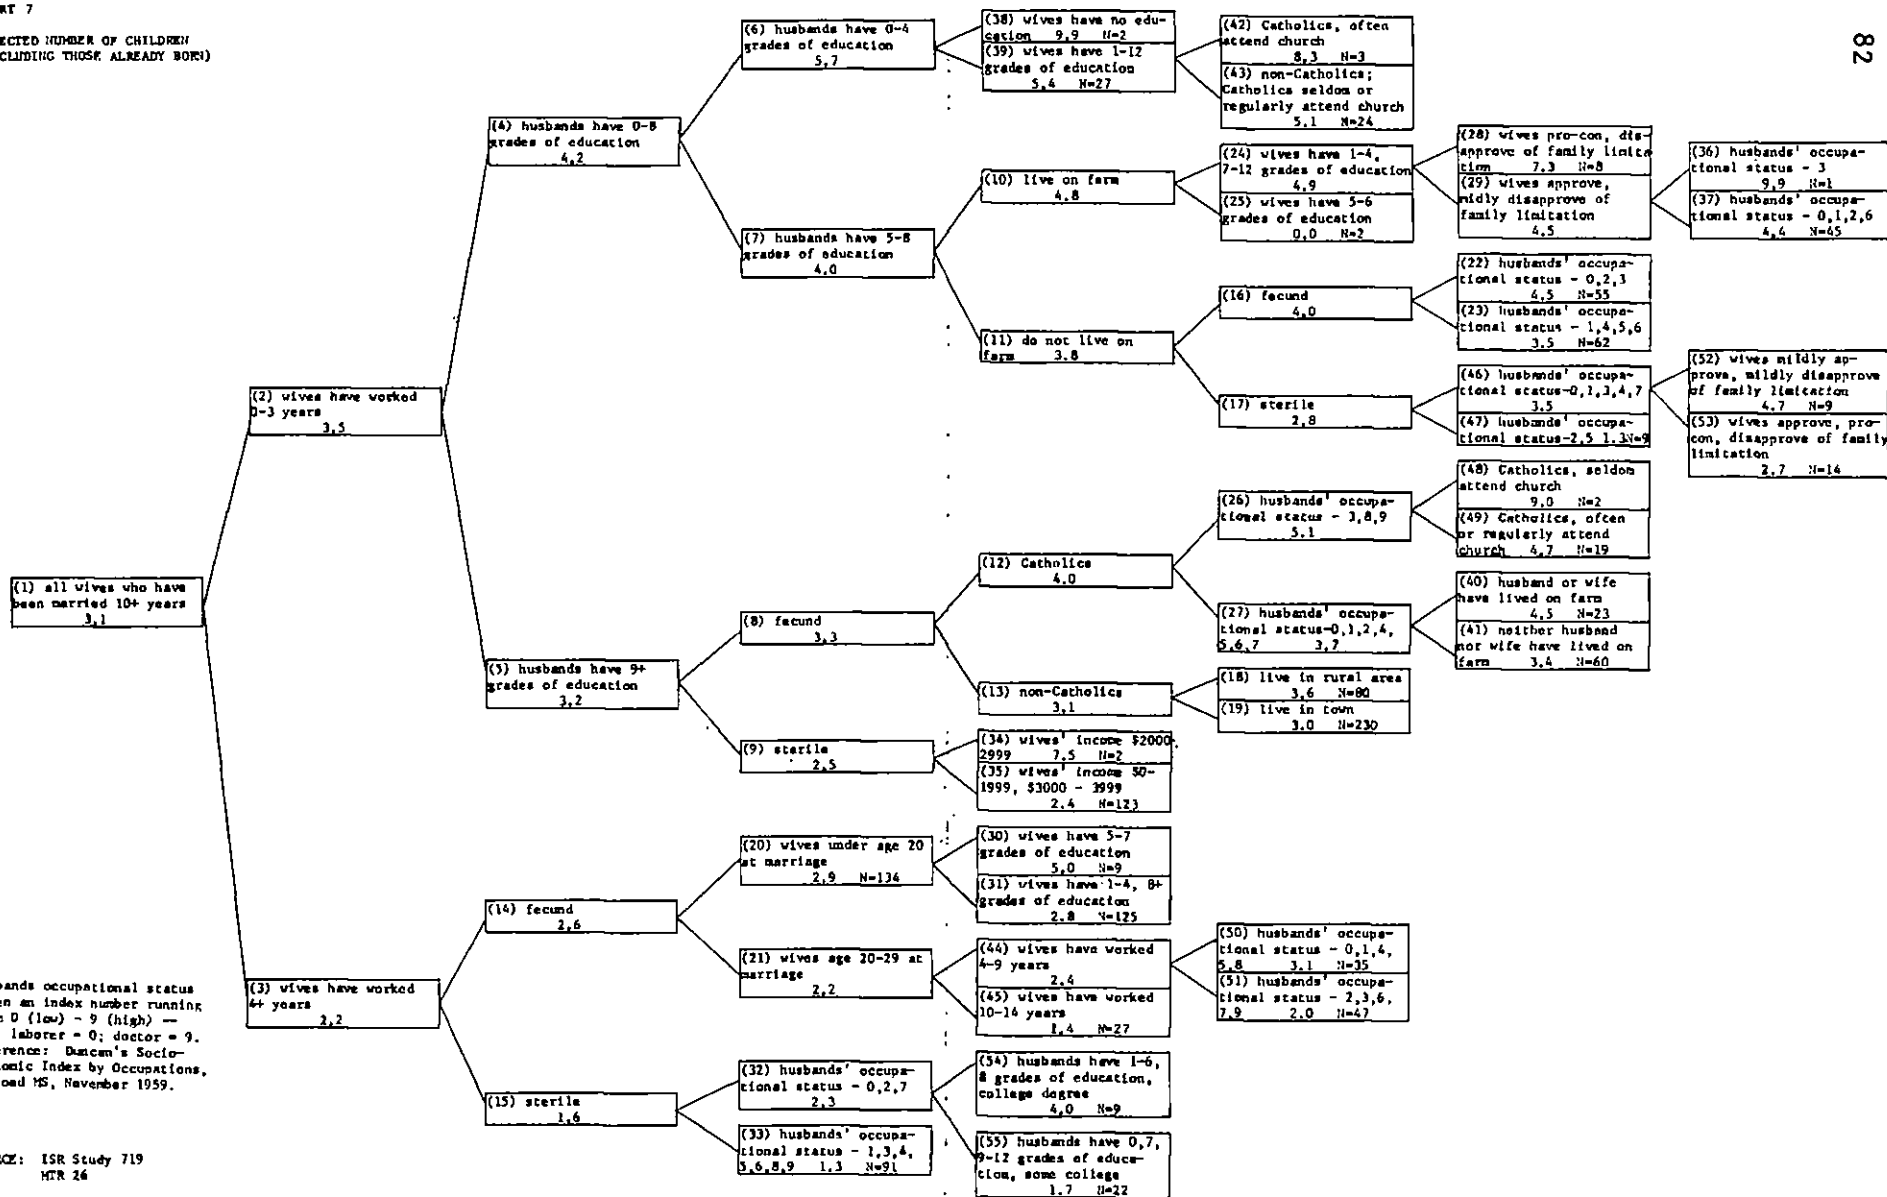 RT 7
ECTED NUMBER OF CHILDREN
CLUDING THOSE ALREADY BORN)
82
(1) all wives who have
been married 10+ years
3.1
(2) wives have worked
0-3 years
3.5
(3) wives have worked
4+ years
2.2
(4) husbands have 0-8
grades of education
4.2
(5) husbands have 9+
grades of education
3.2
(14) fecund
2.6
(15) sterile
1.6
(6) husbands have 0-4
grades of education
5.7
(7) husbands have 5-8
grades of education
4.0
(8) fecund
3.3
(9) sterile
2.5
(20) wives under age 20
at marriage
2.9 N=134
(21) wives age 20-29 at
marriage
2.2
(32) husbands' occupa-
tional status - 0,2,7
2.3
(33) husbands' occupa-
tional status - 1,3,4,
5,6,8,9 1.3 N=91
(38) wives have no edu-
cation 9.9 N=2
(39) wives have 1-12
grades of education
5.4 N=27
(10) live on farm
4.8
(11) do not live on
farm 3.8
(12) Catholics
4.0
(13) non-Catholics
3.1
(34) wives' income $2000-
2999 7.5 N=2
(35) wives' income $0-
1999, $3000 - 3999
2.4 N=123
(30) wives have 5-7
grades of education
5.0 N=9
(31) wives have 1-4, 8+
grades of education
2.8 N=125
(44) wives have worked
4-9 years
2.4
(45) wives have worked
10-14 years
1.4 N=27
(54) husbands have 1-6,
8 grades of education,
college degree
4.0 N=9
(55) husbands have 0,7,
9-12 grades of educa-
tion, some college
1.7 N=22
(42) Catholics, often
attend church
8.3 N=3
(43) non-Catholics;
Catholics seldom or
regularly attend church
5.1 N=24
(24) wives have 1-4,
7-12 grades of education
4.9
(25) wives have 5-6
grades of education
0.0 N=2
(16) fecund
4.0
(17) sterile
2.8
(26) husbands' occupa-
tional status - 3,8,9
5.1
(27) husbands' occupa-
tional status-0,1,2,4,
5,6,7 3.7
(18) live in rural area
3.6 N=80
(19) live in town
3.0 N=230
(50) husbands' occupa-
tional status - 0,1,4,
5,8 3.1 N=35
(51) husbands' occupa-
tional status - 2,3,6,
7,9 2.0 N=47
(28) wives pro-con, dis-
approve of family limita
tion 7.3 N=8
(29) wives approve,
midly disapprove of
family limitation
4.5
(22) husbands' occupa-
tional status - 0,2,3
4.5 N=55
(23) husbands' occupa-
tional status - 1,4,5,6
3.5 N=62
(46) husbands' occupa-
tional status-0,1,3,4,7
3.5
(47) husbands' occupa-
tional status-2,5 1.3N=9
(48) Catholics, seldom
attend church
9.0 N=2
(49) Catholics, often
or regularly attend
church 4.7 N=19
(40) husband or wife
have lived on farm
4.5 N=23
(41) neither husband
nor wife have lived on
farm 3.4 N=60
(36) husbands' occupa-
tional status - 3
9.9 N=1
(37) husbands' occupa-
tional status - 0,1,2,6
4.4 N=45
(52) wives mildly ap-
prove, mildly disapprove
of family limitation
4.7 N=9
(53) wives approve, pro-
con, disapprove of family
limitation
2.7 N=14
bands occupational status
en an index number running
0 (low) - 9 (high) --
laborer = 0; doctor = 9.
erence: Duncan's Socio-
omic Index by Occupations,
MS, November 1959.
CE: ISR Study 719
MTR 26